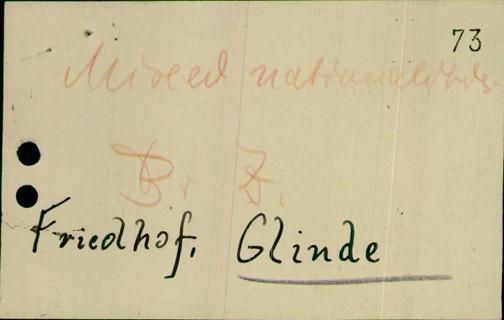 73
Mixed nationalities
B. Z.
Friedhof, Glinde